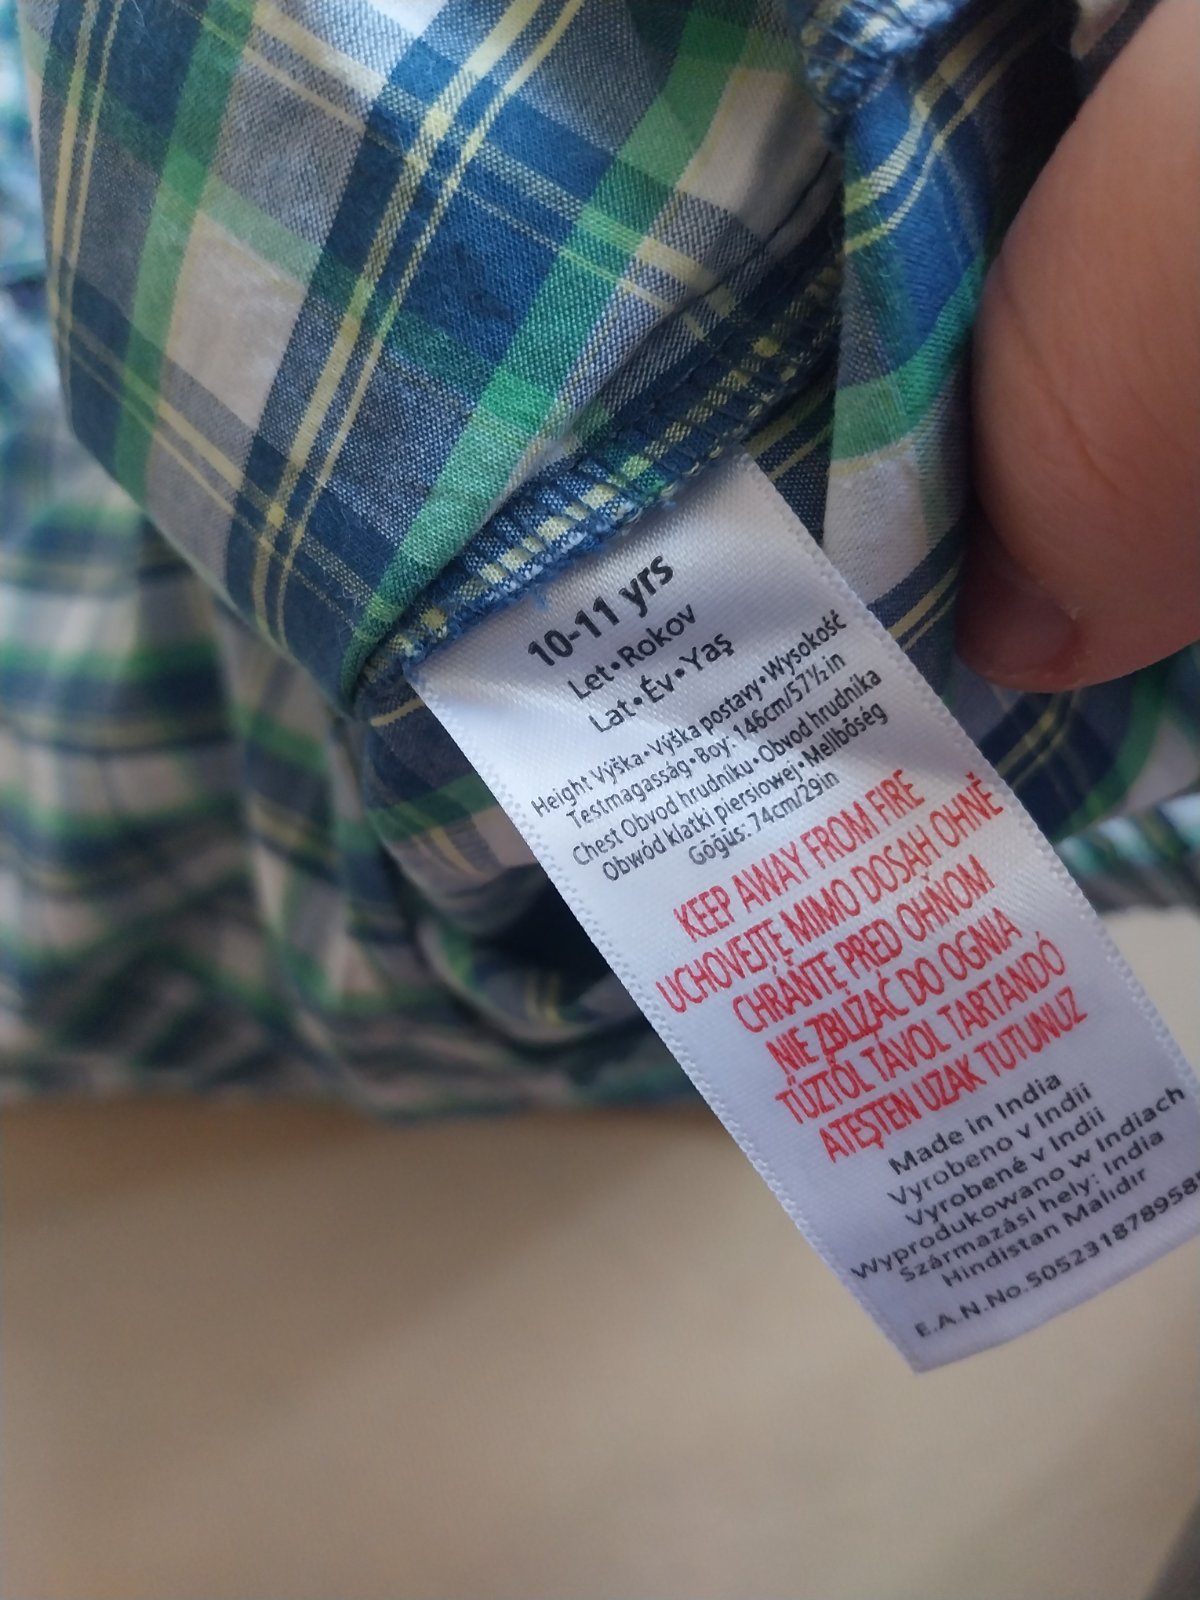 10-11 yrs
Let•Rokov
Lat•Év•Yaş
Height Výška•Výška postavy•Wysokość
Testmagasság•Boy: 146cm/57½in
Chest Obvod hrudníku•Obvod hrudníka
Obwód klatki piersiowej•Mellbőség
Göğüs: 74cm/29in
KEEP AWAY FROM FIRE
UCHOVEJTE MIMO DOSAH OHNĚ
CHRÁŇTE PRED OHŇOM
NIE ZBLIŻAĆ DO OGNIA
TŰZTŐL TÁVOL TARTANDÓ
ATEŞTEN UZAK TUTUNUZ
Made in India
Vyrobeno v Indii
Vyrobené v Indii
Wyprodukowano w Indiach
Származási hely: India
Hindistan Malıdır
E.A.N.No.505231878958